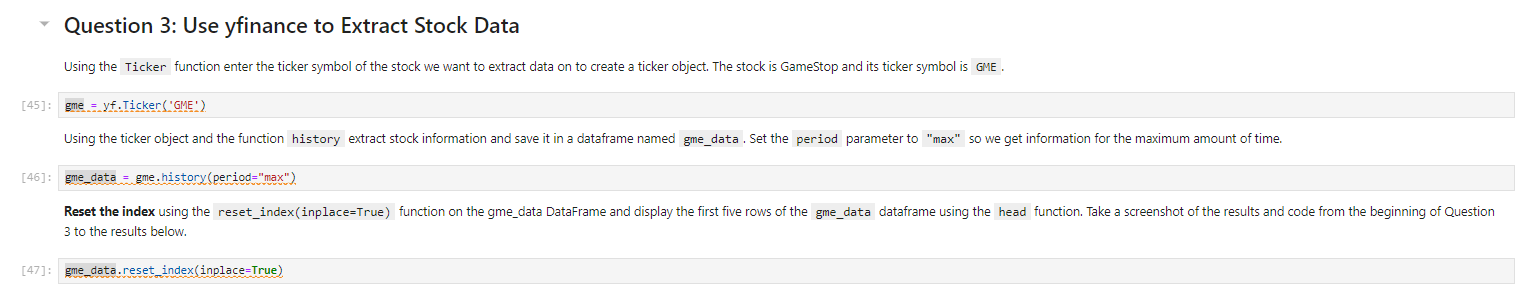 Question 3: Use yfinance to Extract Stock Data
Using the Ticker function enter the ticker symbol of the stock we want to extract data on to create a ticker object. The stock is GameStop and its ticker symbol is GME .
[45]: gme = yf.Ticker('GME')
Using the ticker object and the function history extract stock information and save it in a dataframe named gme_data . Set the period parameter to "max" so we get information for the maximum amount of time.
[46]: gme_data = gme.history(period="max")
Reset the index using the reset_index(inplace=True) function on the gme_data DataFrame and display the first five rows of the gme_data dataframe using the head function. Take a screenshot of the results and code from the beginning of Question
3 to the results below.
[47]: gme_data.reset_index(inplace=True)